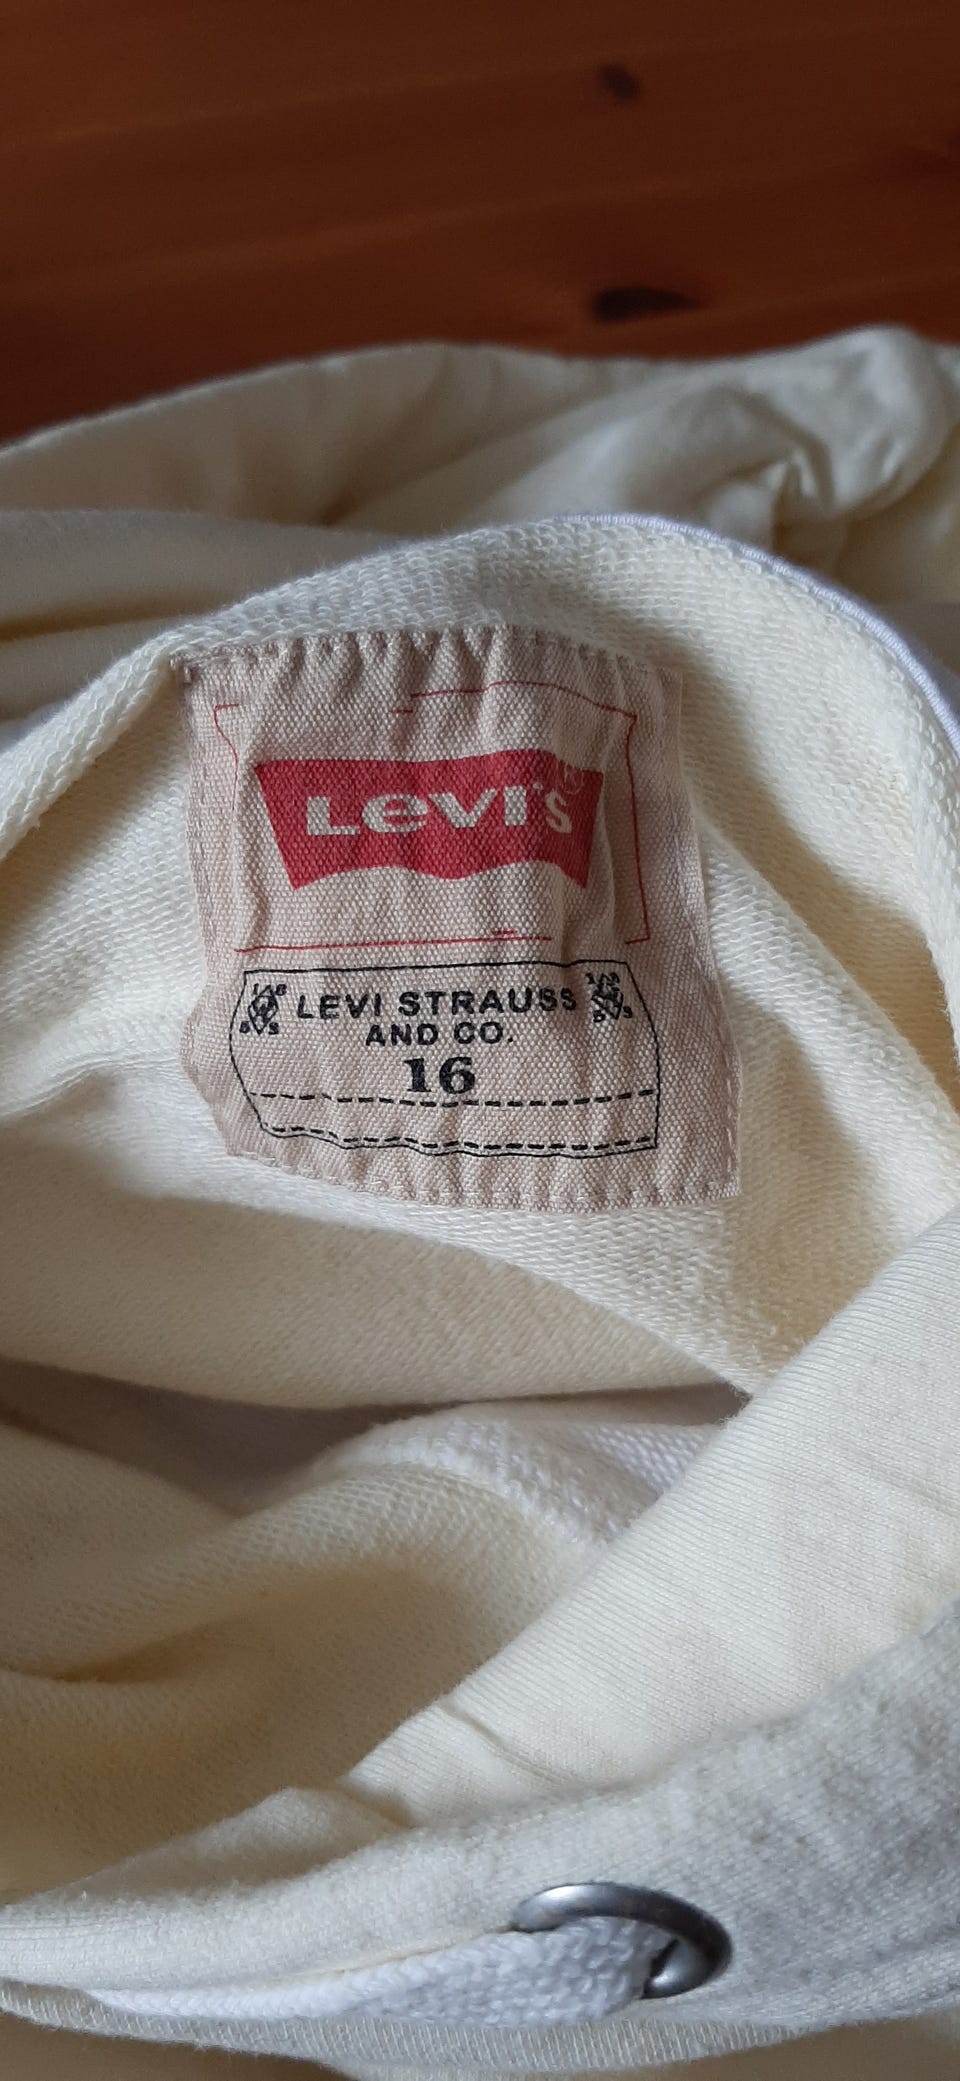 Levi's®
LEVI STRAUSS
AND CO.
16